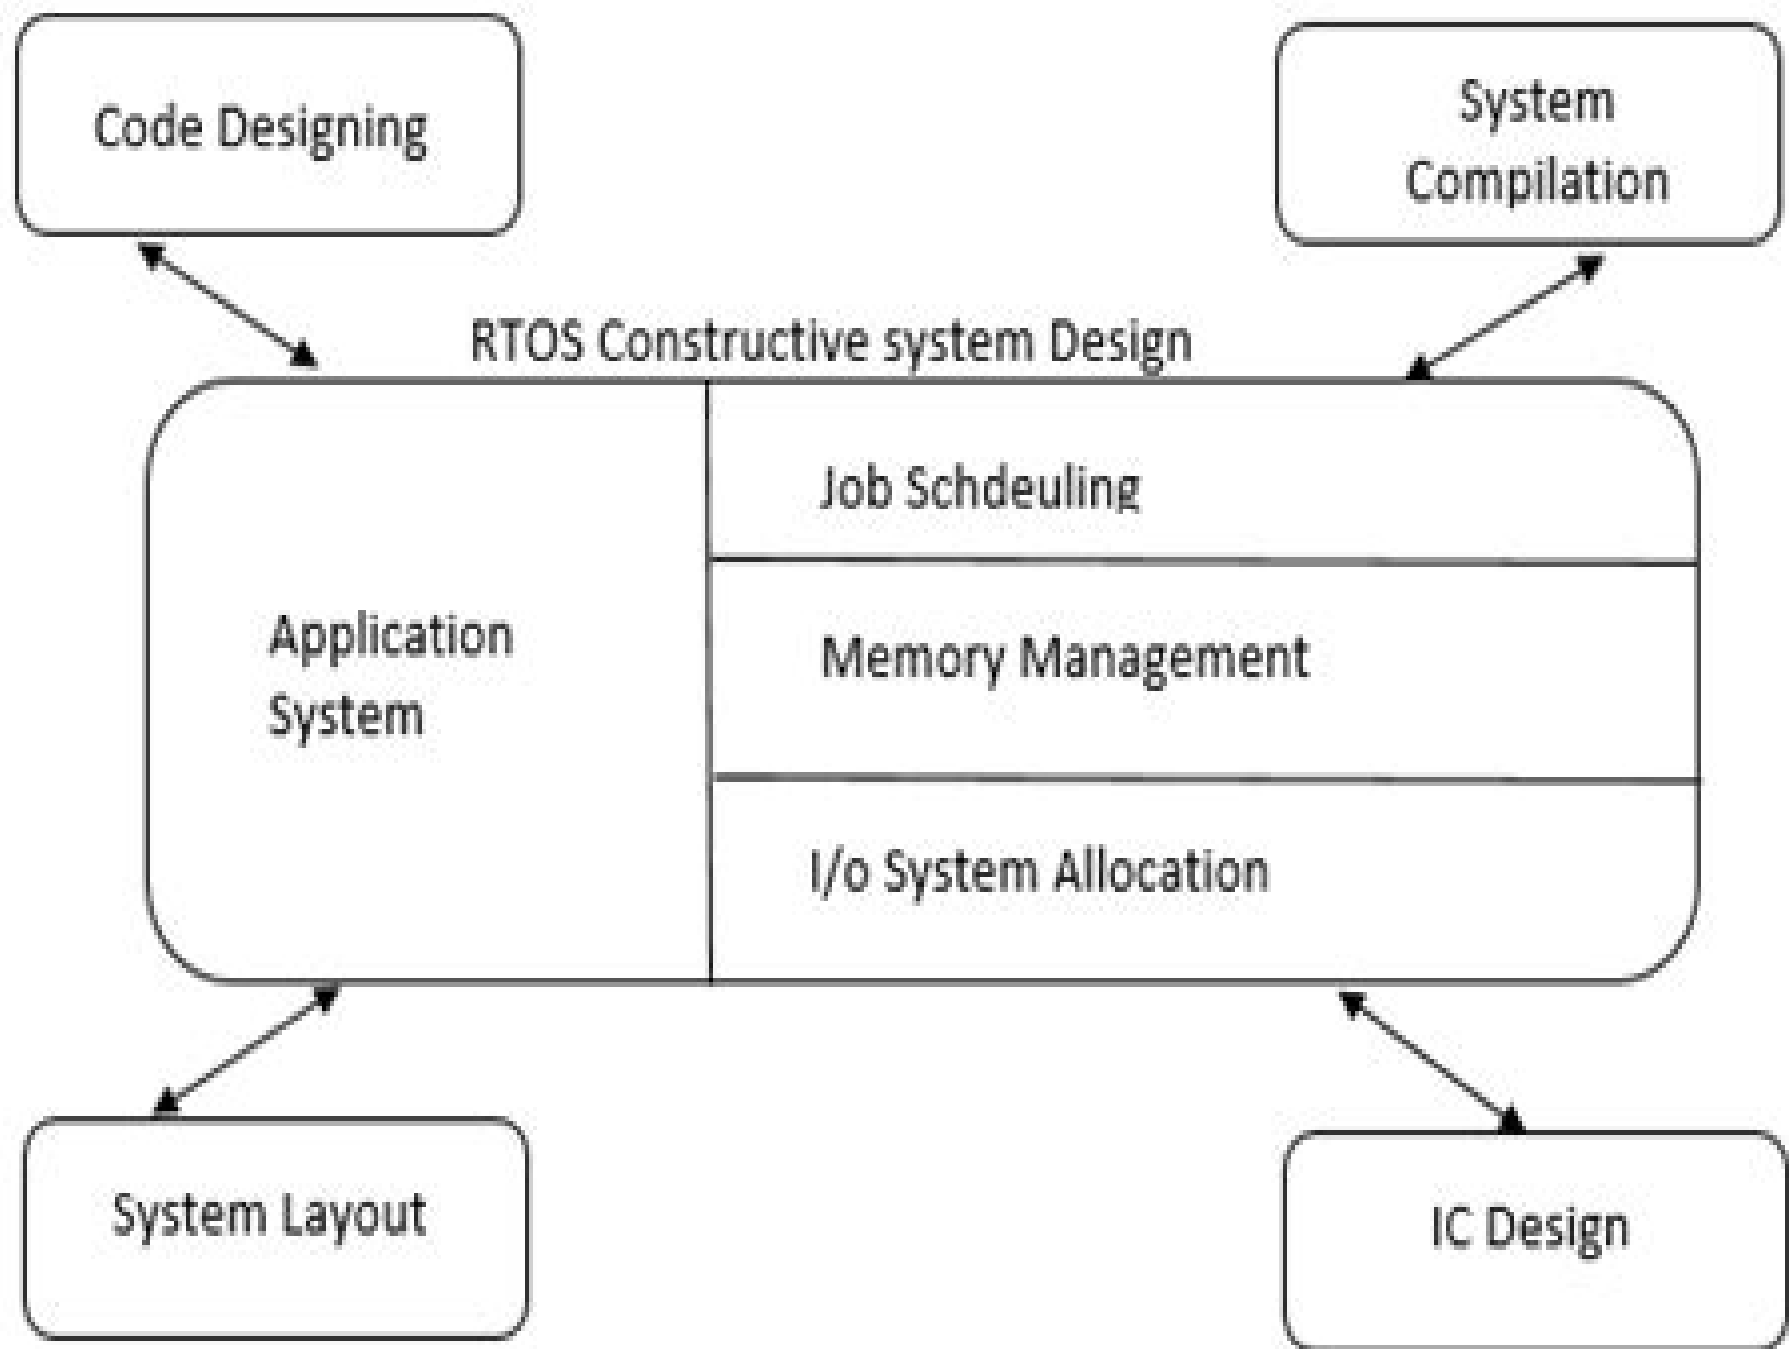 Code Designing
System
Compilation
RTOS Constructive system Design
Job Schdeuling
Application
System
Memory Management
I/o System Allocation
System Layout
IC Design